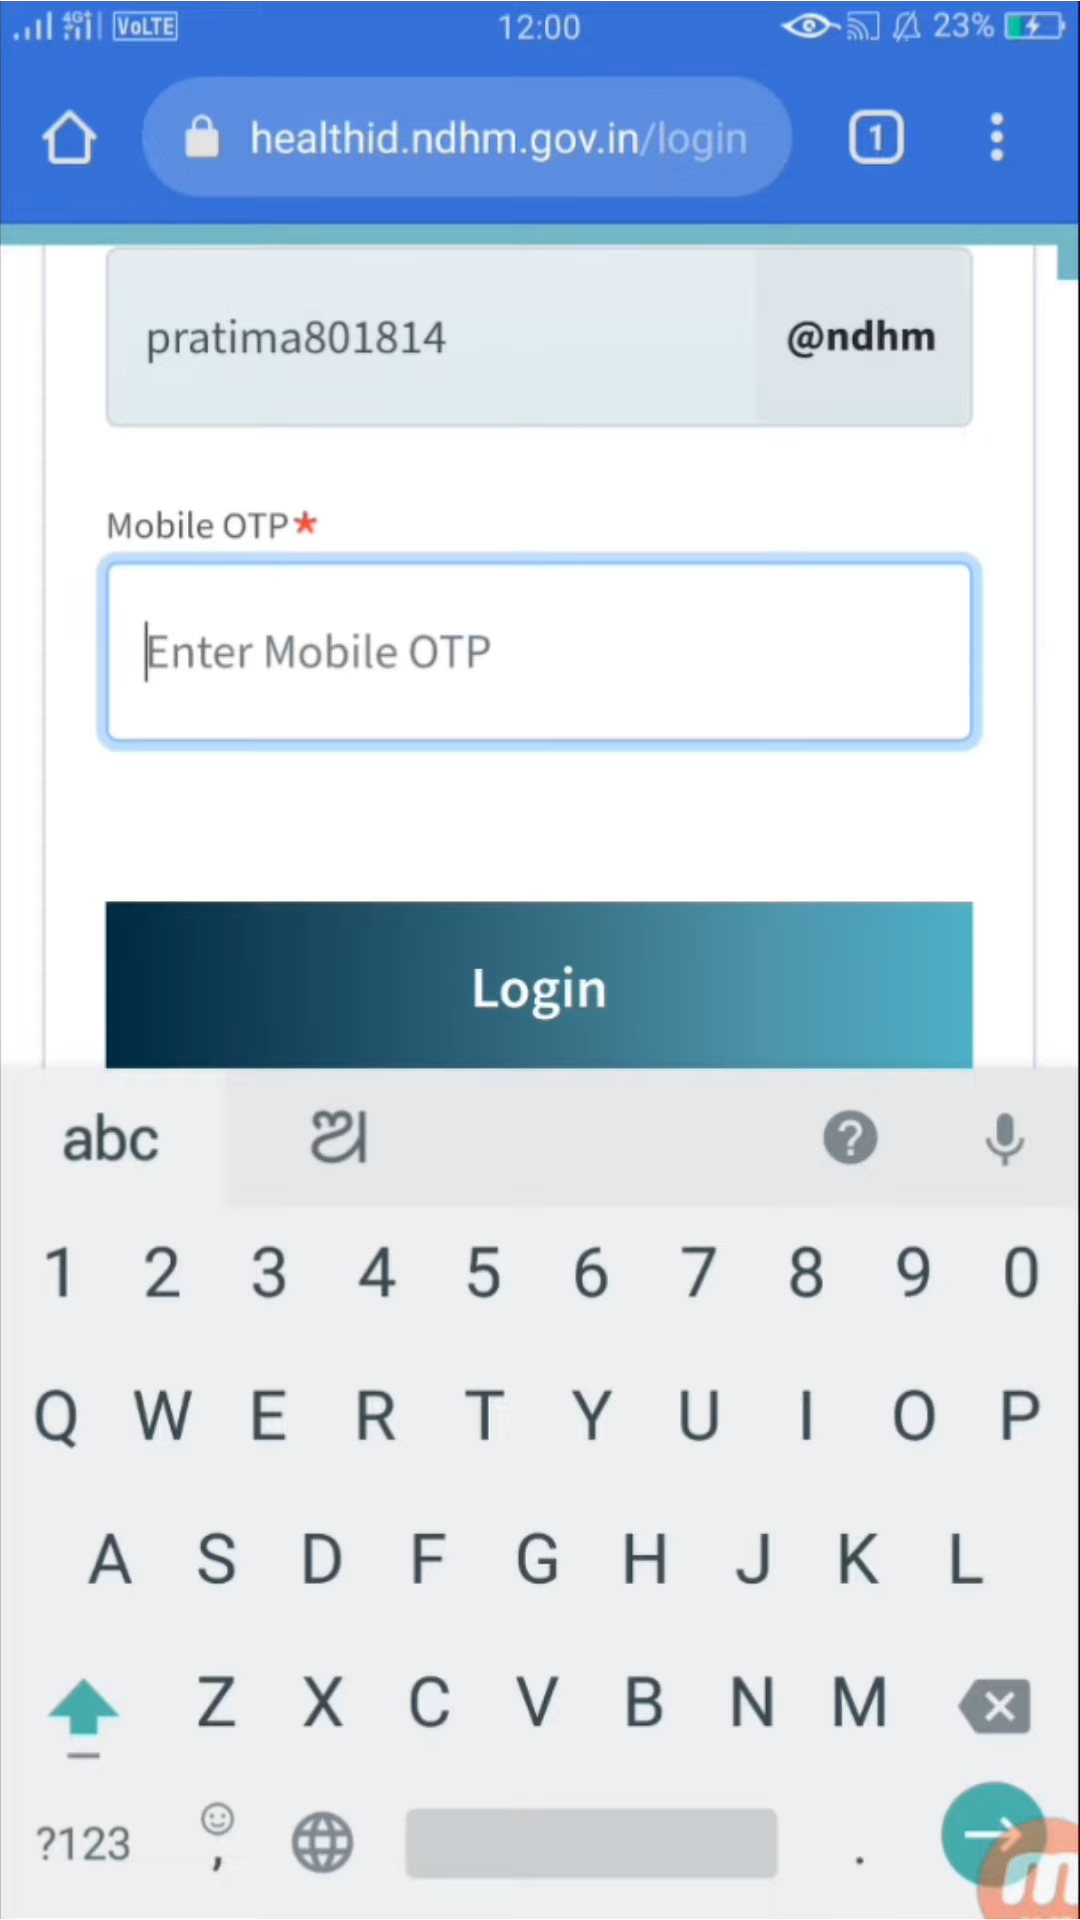 4G+ VoLTE 12:00 23%
healthid.ndhm.gov.in/login 1
pratima801814 @ndhm
Mobile OTP*
Enter Mobile OTP
Login
abc ଅ ?
1 2 3 4 5 6 7 8 9 0
Q W E R T Y U I O P
A S D F G H J K L
Z X C V B N M
?123 , .
m